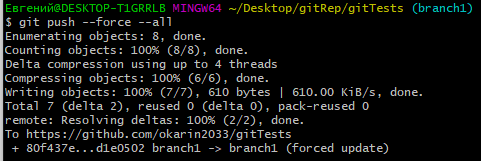 Евгений@DESKTOP-T1GRRLB MINGW64 ~/Desktop/gitRep/gitTests (branch1)
$ git push --force --all
Enumerating objects: 8, done.
Counting objects: 100% (8/8), done.
Delta compression using up to 4 threads
Compressing objects: 100% (6/6), done.
Writing objects: 100% (7/7), 610 bytes | 610.00 KiB/s, done.
Total 7 (delta 2), reused 0 (delta 0), pack-reused 0
remote: Resolving deltas: 100% (2/2), done.
To https://github.com/okarin2033/gitTests
 + 80f437e...d1e0502 branch1 -> branch1 (forced update)